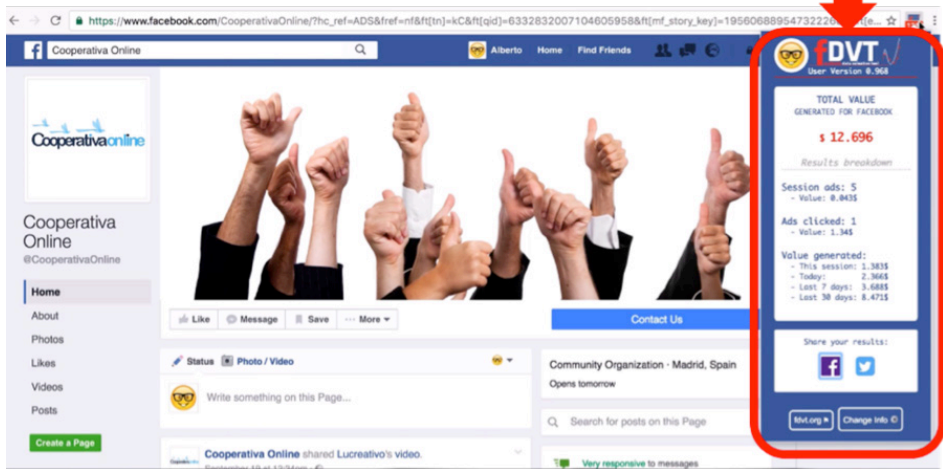 https://www.facebook.com/CooperativaOnline/?hc_ref=ADS&fref=nf&ft[tn]=kC&ft[qid]=6332832007104605958&ft[mf_story_key]=195606889547322
Cooperativa Online
Alberto Home Find Friends
Cooperativaonline
Cooperativa
Online
@CooperativaOnline
Home
About
Photos
Likes
Videos
Posts
Create a Page
Like Message Save More
Contact Us
Status Photo / Video
Write something on this Page...
Cooperativa Online shared Lucreativo's video.
Community Organization · Madrid, Spain
Opens tomorrow
Search for posts on this Page
Very responsive to messages
fDVT
User Version 0.968
TOTAL VALUE
GENERATED FOR FACEBOOK
$ 12.696
Results breakdown
Session ads: 5
- Value: 0.043$
Ads clicked: 1
- Value: 1.34$
Value generated:
- This session: 1.383$
- Today: 2.366$
- Last 7 days: 3.688$
- Last 30 days: 8.471$
Share your results:
fdvt.org
Change Info